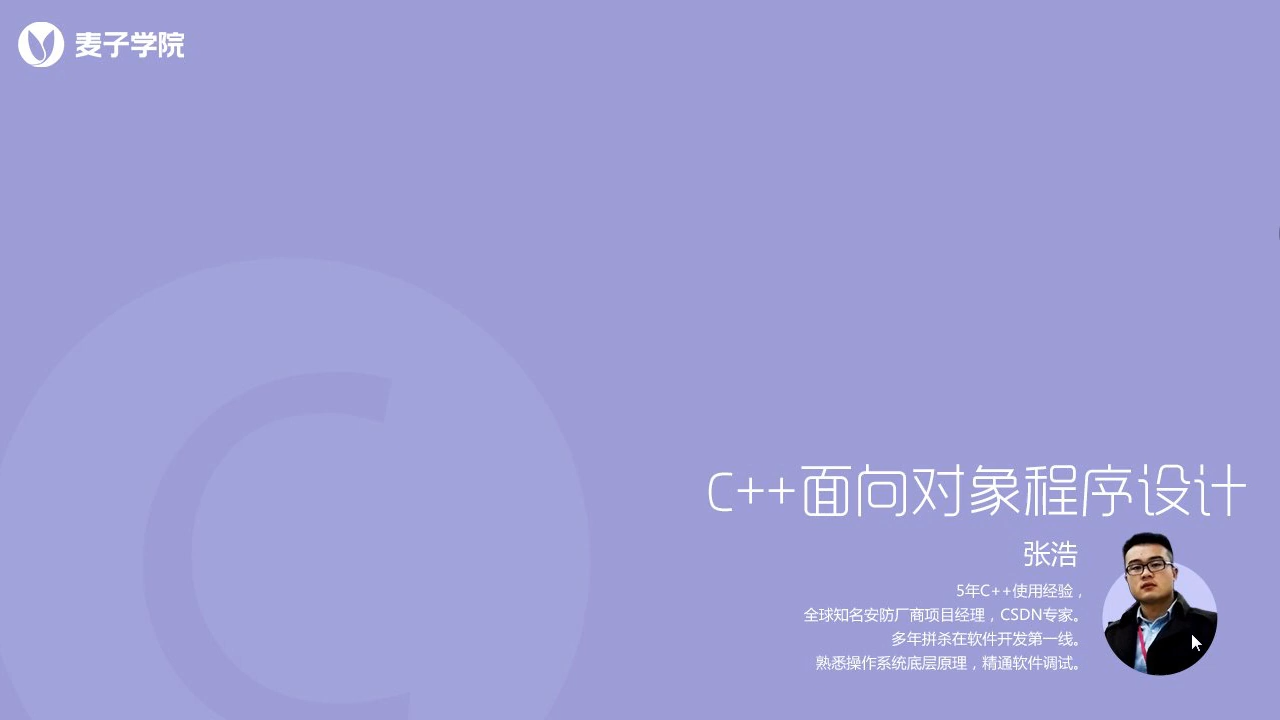 麦子学院
C++面向对象程序设计
张浩
5年C++使用经验，
全球知名安防厂商项目经理，CSDN专家。
多年拼杀在软件开发第一线。
熟悉操作系统底层原理，精通软件调试。